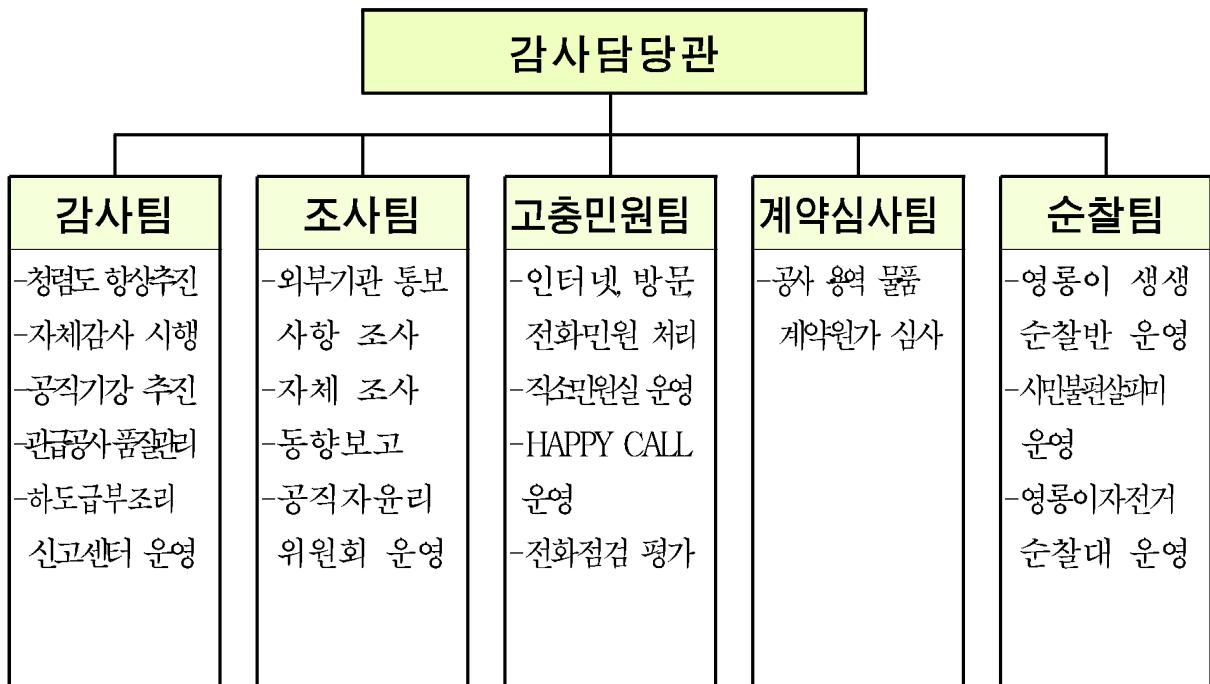 감사담당관
감사팀
-청렴도 향상추진
-자체감사 시행
-공직기강 추진
-관급공사 품질관리
-하도급부조리
신고센터 운영
조사팀
-외부기관 통보
사항 조사
-자체 조사
-동향보고
-공직자윤리
위원회 운영
고충민원팀
-인터넷, 방문,
전화민원 처리
-직소민원실 운영
-HAPPY CALL
운영
-전화점검 평가
계약심사팀
-공사 용역 물품
계약원가 심사
순찰팀
-영롱이 생생
순찰반 운영
-시민불편살피미
운영
-영롱이자전거
순찰대 운영